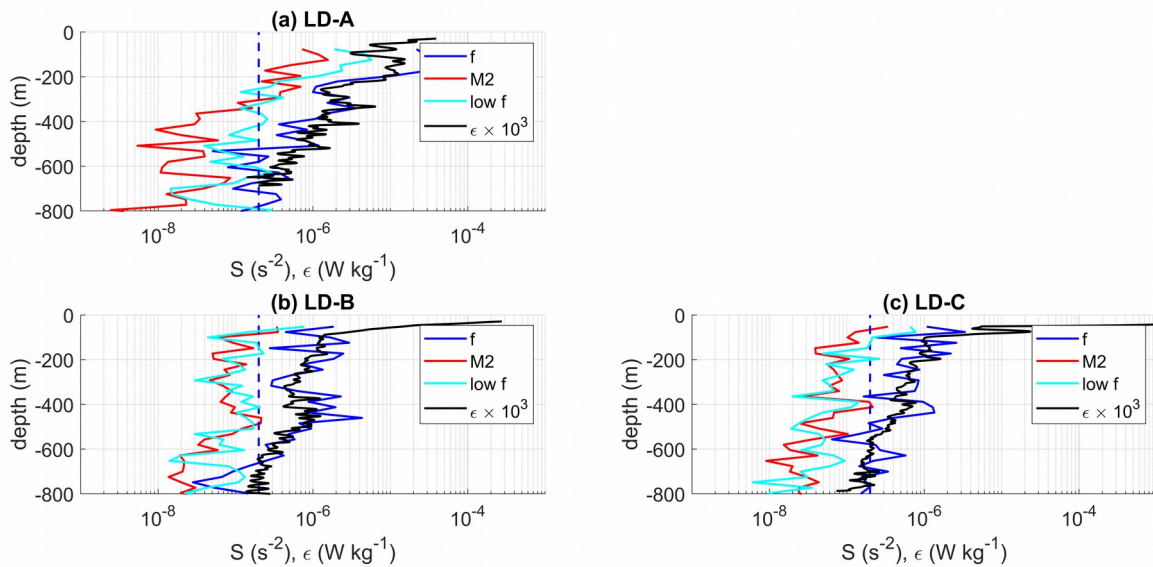 (a) LD-A
0
-200
-400
-600
-800
depth (m)
f
M2
low f
ϵ × 10³
10⁻⁸
10⁻⁶
10⁻⁴
S (s⁻²), ϵ (W kg⁻¹)
(b) LD-B
0
-200
-400
-600
-800
depth (m)
f
M2
low f
ϵ × 10³
10⁻⁸
10⁻⁶
10⁻⁴
S (s⁻²), ϵ (W kg⁻¹)
(c) LD-C
0
-200
-400
-600
-800
depth (m)
f
M2
low f
ϵ × 10³
10⁻⁸
10⁻⁶
10⁻⁴
S (s⁻²), ϵ (W kg⁻¹)